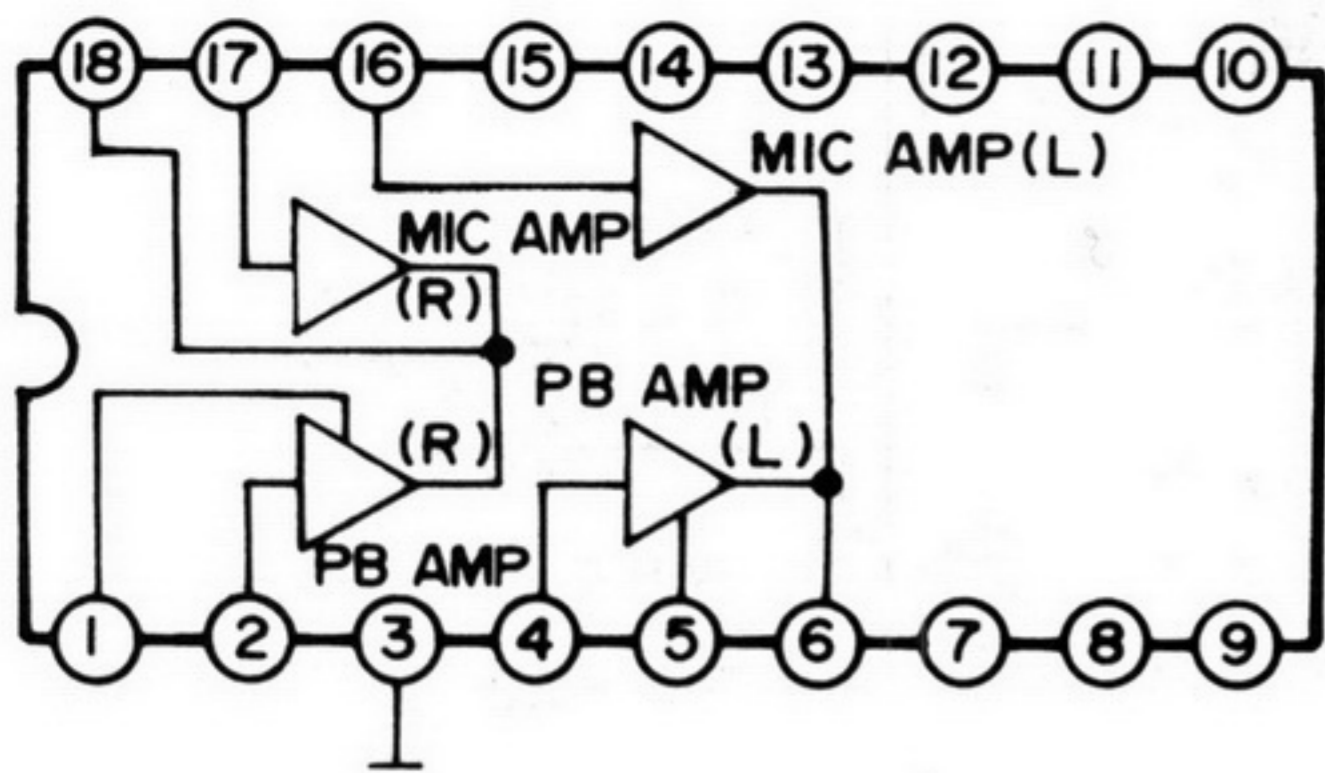 18 17 16 15 14 13 12 11 10
MIC AMP(L)
MIC AMP
(R)
PB AMP
(R)
(L)
PB AMP
1 2 3 4 5 6 7 8 9